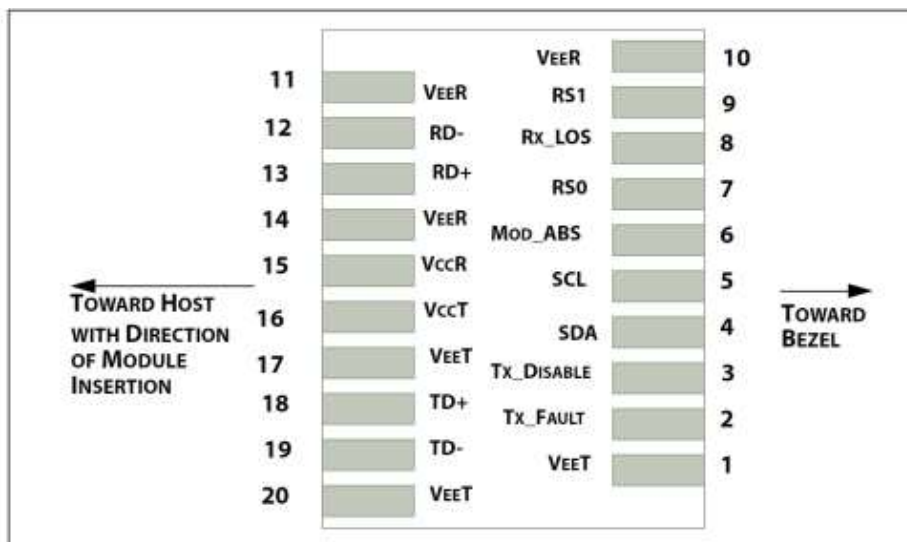 VEER 10
11 VEER
RS1 9
12 RD-
RX_LOS 8
13 RD+
RS0 7
14 VEER
MOD_ABS 6
15 VCCR
SCL 5
TOWARD HOST
WITH DIRECTION
OF MODULE
INSERTION
16 VCCT
SDA 4
TOWARD
BEZEL
17 VEET
TX_DISABLE 3
18 TD+
TX_FAULT 2
19 TD-
VEET 1
20 VEET